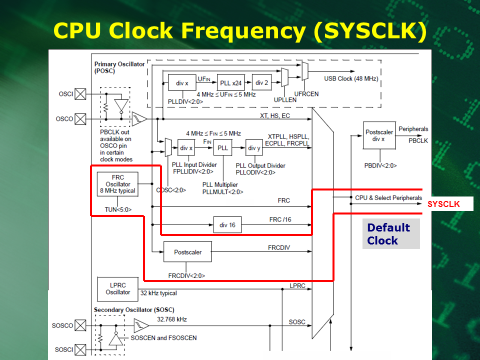 CPU Clock Frequency (SYSCLK)
Primary Oscillator
(POSC)
div x
UFIN
PLL x24
div 2
USB Clock (48 MHz)
OSCI
4 MHz ≤ UFIN ≤ 5 MHz
UFRCEN
PLLDIV<2:0>
UPLLEN
OSCO
XT, HS, EC
PBCLK out
available on
OSCO pin
in certain
clock modes
4 MHz ≤ FIN ≤ 5 MHz
FIN
div x
PLL
div y
XTPLL, HSPLL,
ECPLL, FRCPLL
Postscaler
div x
Peripherals
PBCLK
PBDIV<2:0>
PLL Input Divider
FPLLIDIV<2:0>
PLL Output Divider
PLLODIV<2:0>
PLL Multiplier
PLLMULT<2:0>
COSC<2:0>
FRC
Oscillator
8 MHz typical
TUN<5:0>
FRC
CPU & Select Peripherals
SYSCLK
div 16
FRC /16
Default
Clock
Postscaler
FRCDIV
FRCDIV<2:0>
LPRC
Oscillator
32 kHz typical
LPRC
Secondary Oscillator (SOSC)
SOSCO
32.768 kHz
SOSC
SOSCEN and FSOSCEN
SOSCI